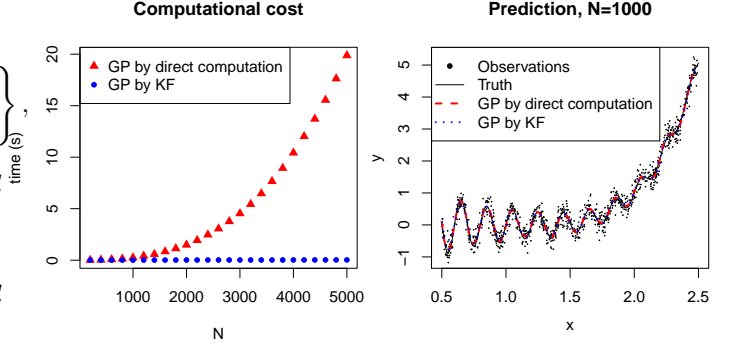 Computational cost
GP by direct computation
GP by KF
time (s)
0
5
10
15
20
1000 2000 3000 4000 5000
N
Prediction, N=1000
Observations
Truth
GP by direct computation
GP by KF
y
−1
0
1
2
3
4
5
0.5 1.0 1.5 2.0 2.5
x